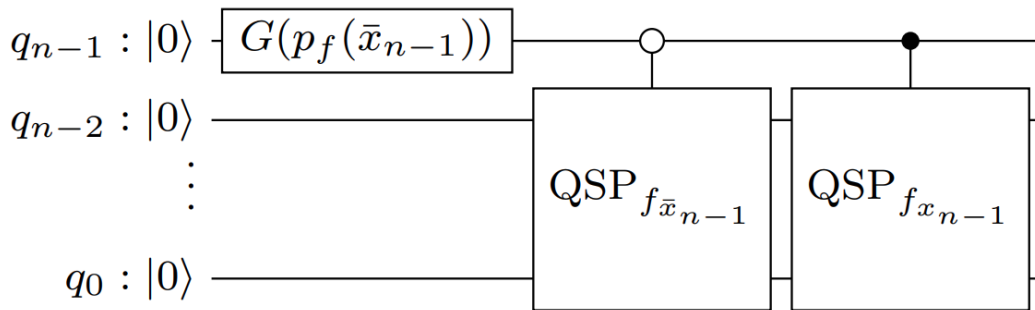 q_{n−1} : |0⟩ G(p_f(x̄_{n−1}))
q_{n−2} : |0⟩
⋮
QSP_{f_{x̄_{n−1}}} QSP_{f_{x_{n−1}}}
q_0 : |0⟩